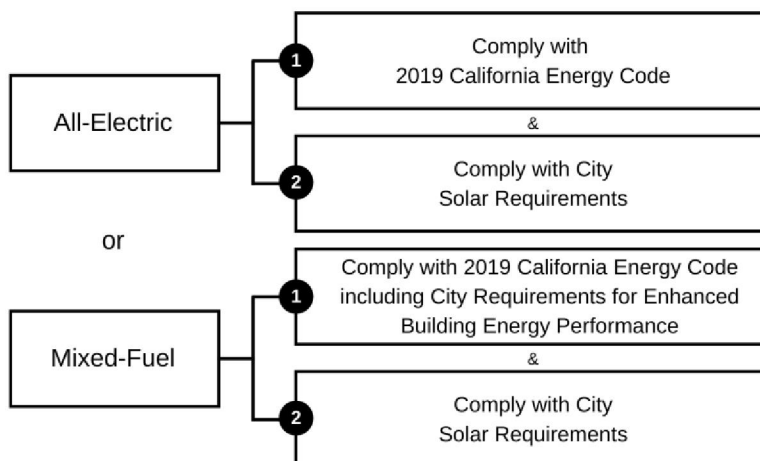 All-Electric
1
Comply with
2019 California Energy Code
&
2
Comply with City
Solar Requirements
or
Mixed-Fuel
1
Comply with 2019 California Energy Code
including City Requirements for Enhanced
Building Energy Performance
&
2
Comply with City
Solar Requirements